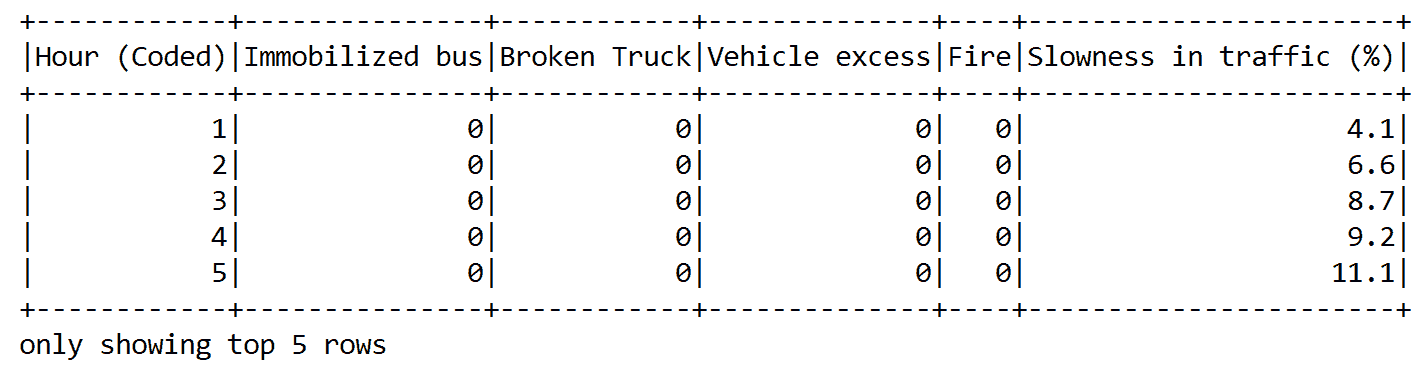 +------------+---------------+------------+--------------+----+-----------------------+
|Hour (Coded)|Immobilized bus|Broken Truck|Vehicle excess|Fire|Slowness in traffic (%)|
+------------+---------------+------------+--------------+----+-----------------------+
|           1|              0|           0|             0|   0|                    4.1|
|           2|              0|           0|             0|   0|                    6.6|
|           3|              0|           0|             0|   0|                    8.7|
|           4|              0|           0|             0|   0|                    9.2|
|           5|              0|           0|             0|   0|                   11.1|
+------------+---------------+------------+--------------+----+-----------------------+
only showing top 5 rows